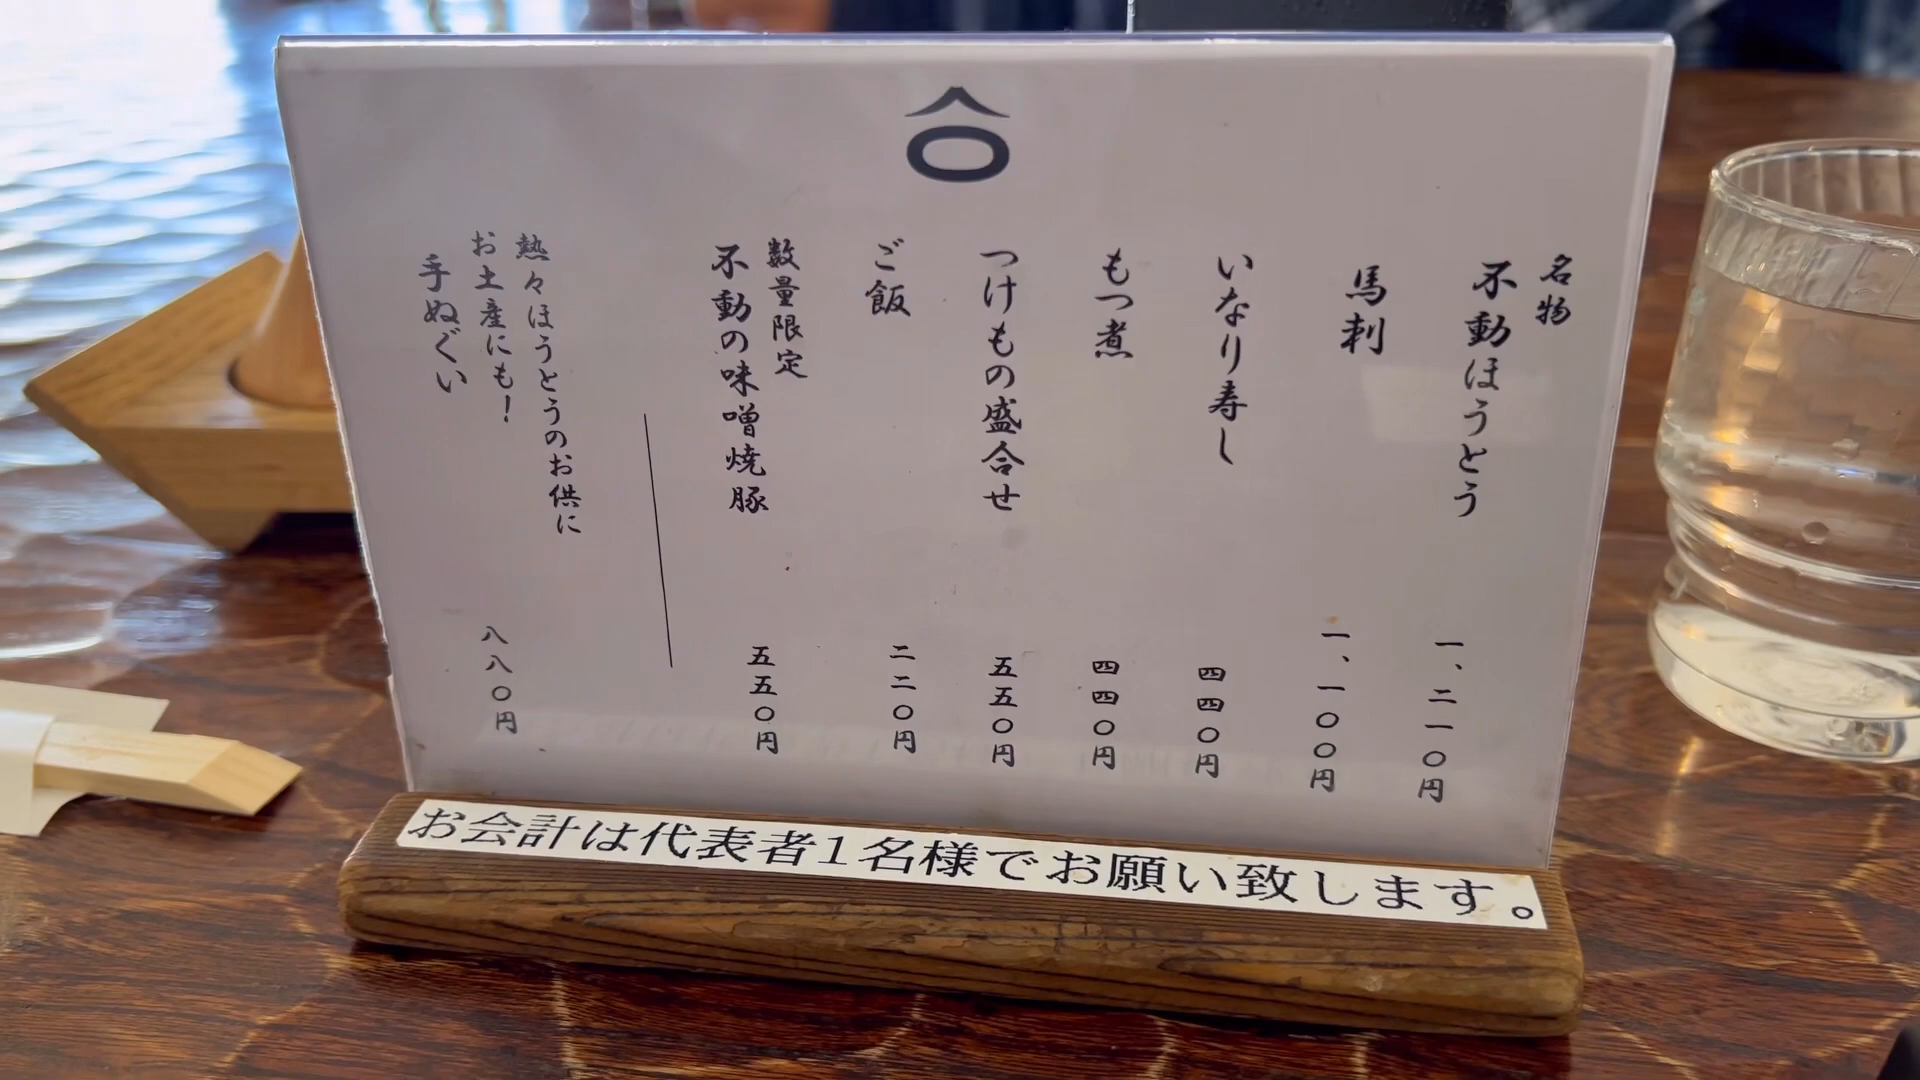 名物
不動ほうとう
一、二一〇円
馬刺
一、一〇〇円
いなり寿し
四四〇円
もつ煮
四四〇円
つけもの盛合せ
五五〇円
ご飯
二二〇円
数量限定
不動の味噌焼豚
五五〇円
熱々ほうとうのお供に
お土産にも!
手ぬぐい
八八〇円
お会計は代表者1名様でお願い致します。